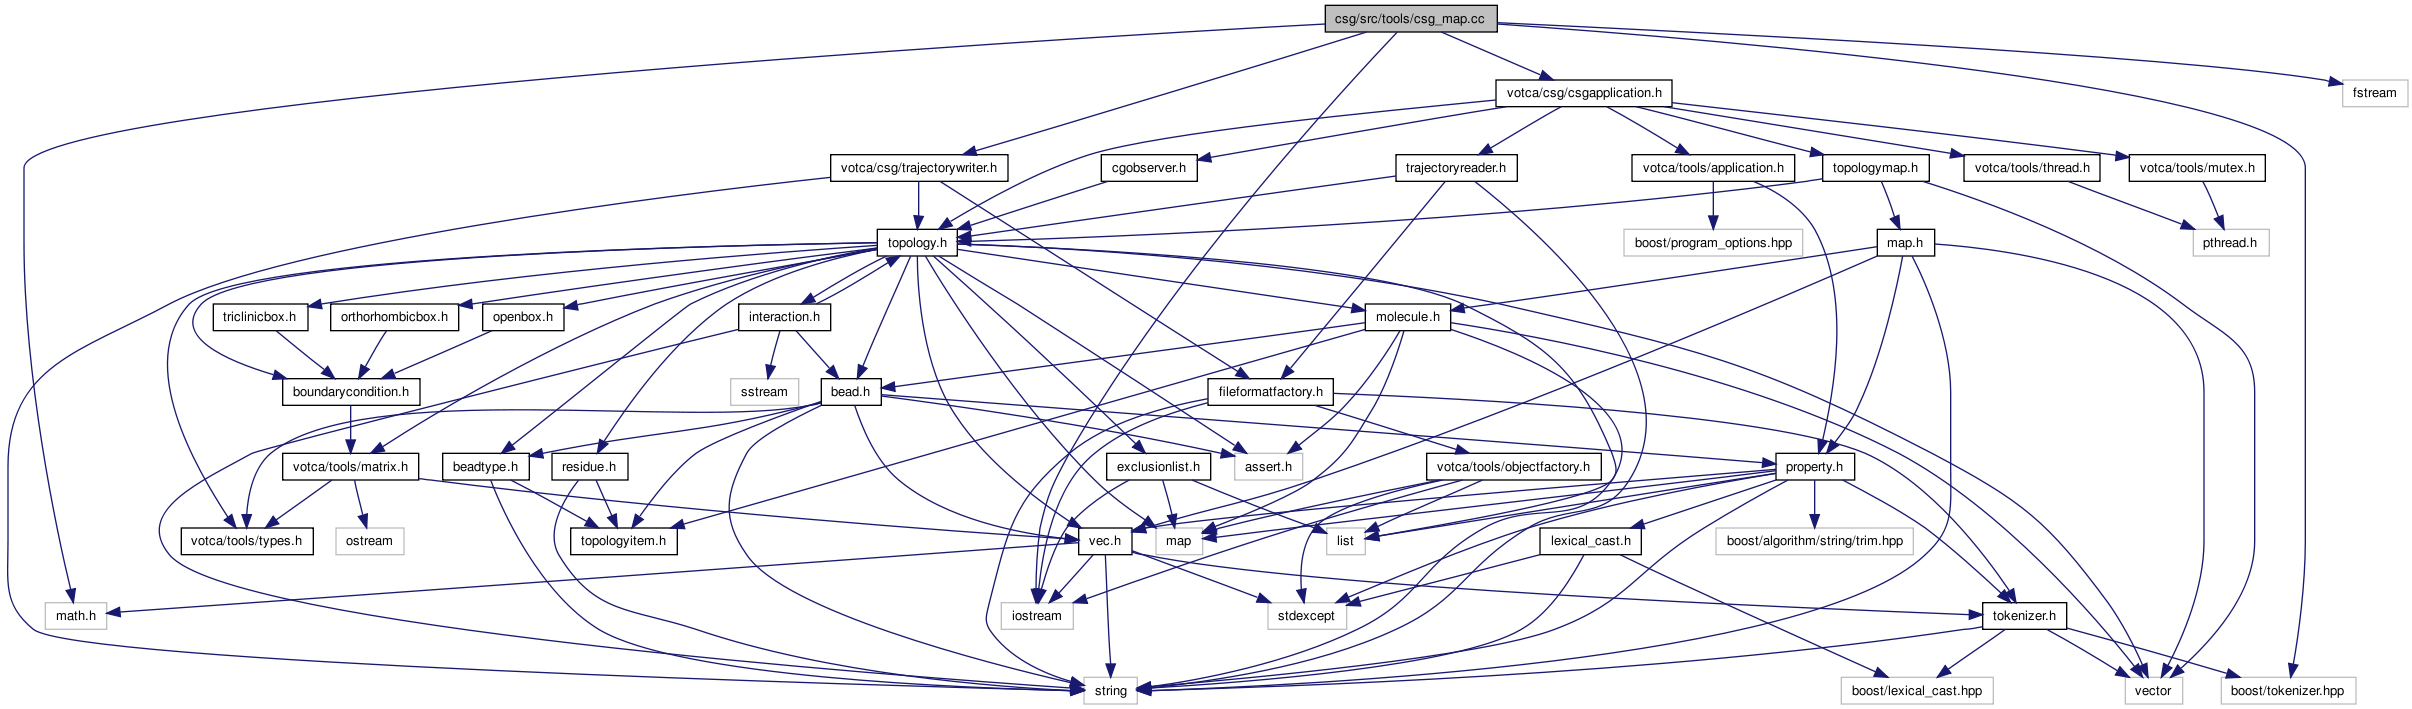 csg/src/tools/csg_map.cc
votca/csg/csgapplication.h
fstream
votca/csg/trajectorywriter.h
cgobserver.h
trajectoryreader.h
votca/tools/application.h
topologymap.h
votca/tools/thread.h
votca/tools/mutex.h
topology.h
boost/program_options.hpp
map.h
pthread.h
triclinicbox.h
orthorhombicbox.h
openbox.h
interaction.h
molecule.h
boundarycondition.h
sstream
bead.h
fileformatfactory.h
votca/tools/matrix.h
beadtype.h
residue.h
exclusionlist.h
assert.h
votca/tools/objectfactory.h
property.h
votca/tools/types.h
ostream
topologyitem.h
vec.h
map
list
lexical_cast.h
boost/algorithm/string/trim.hpp
math.h
iostream
stdexcept
tokenizer.h
string
boost/lexical_cast.hpp
vector
boost/tokenizer.hpp